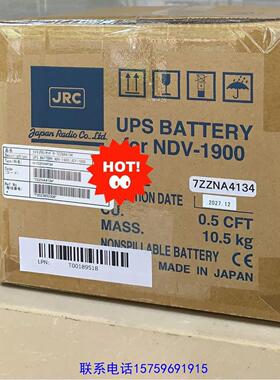 JRC
Japan Radio Co., Ltd.
UPS BATTERY
for NDV-1900
7ZZNA4134
HOT!
2027.12
CU. 0.5 CFT
MASS. 10.5 kg
NONSPILLABLE BATTERY
MADE IN JAPAN
LPN:
T00189518
联系电话15759691915